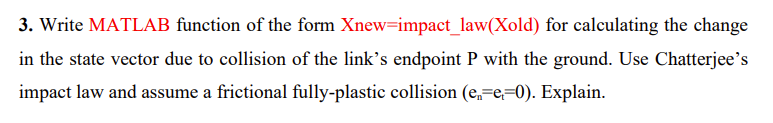 3. Write MATLAB function of the form Xnew=impact_law(Xold) for calculating the change
in the state vector due to collision of the link's endpoint P with the ground. Use Chatterjee's
impact law and assume a frictional fully-plastic collision (eₙ=eₜ=0). Explain.